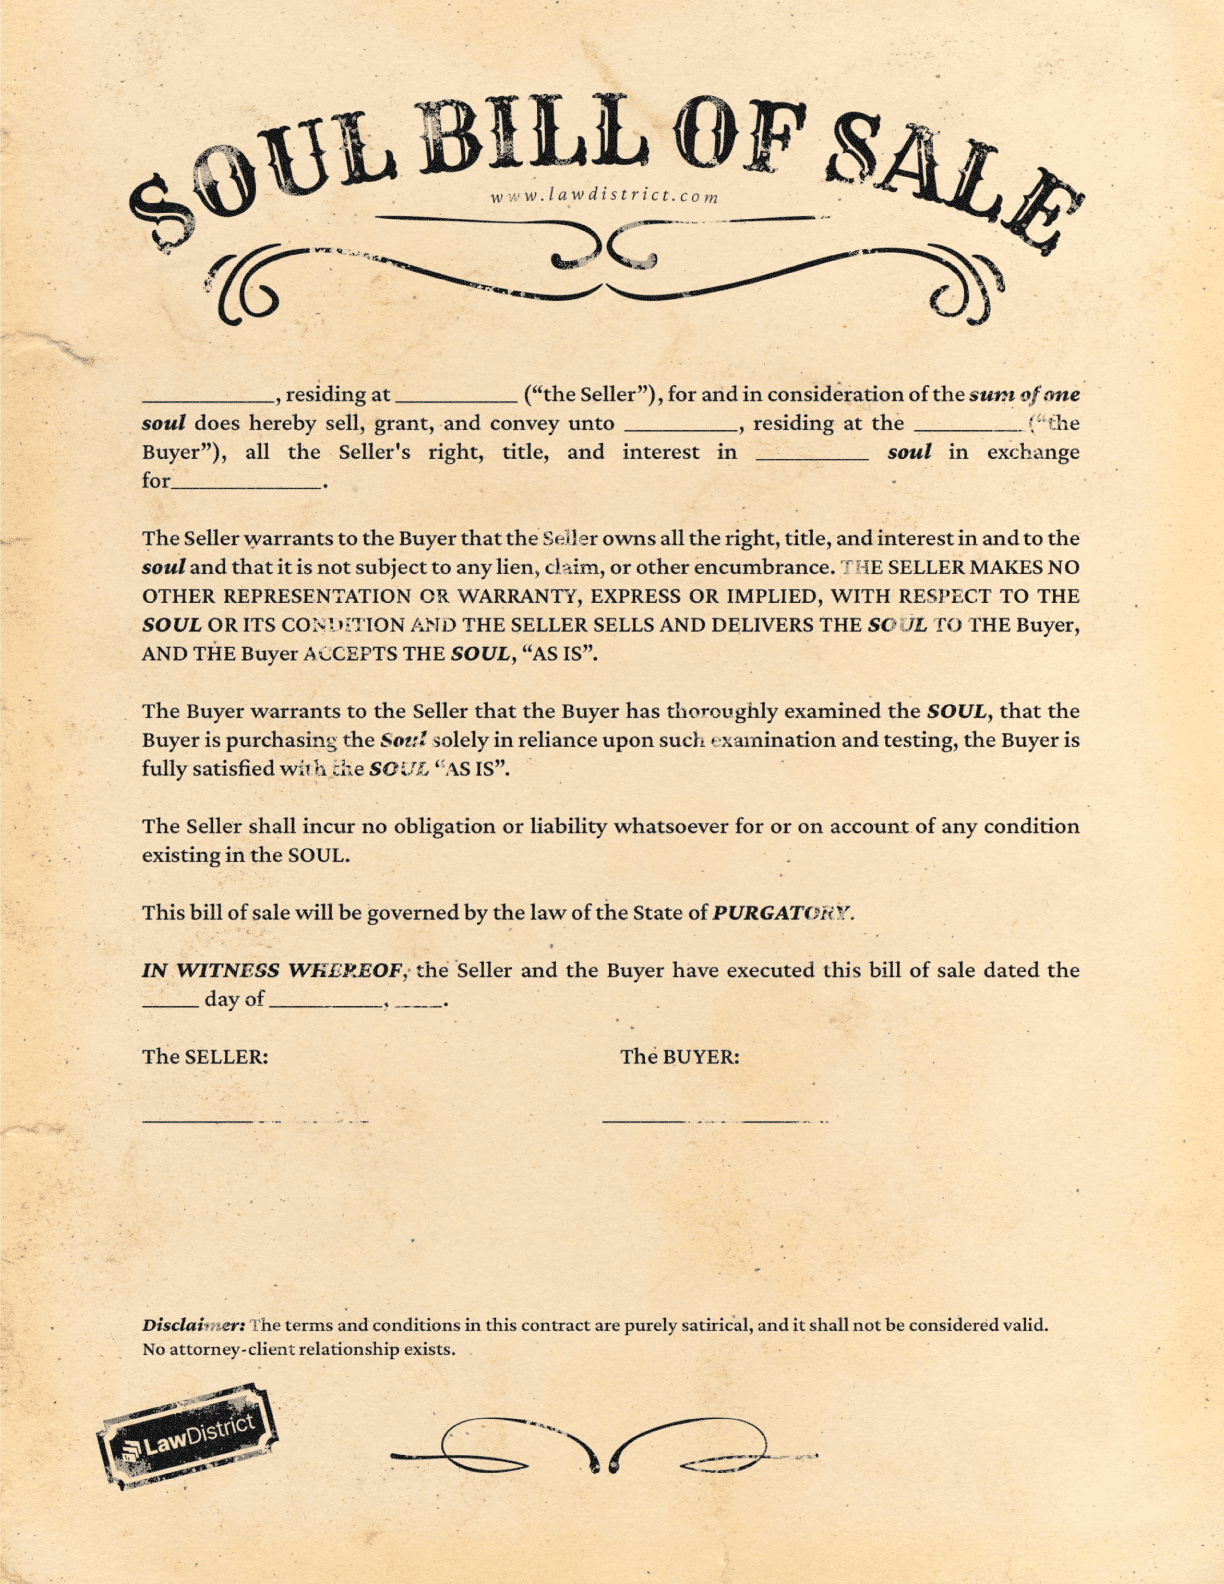 SOUL BILL OF SALE
www.lawdistrict.com
____________, residing at ___________ (“the Seller”), for and in consideration of the sum of one
soul does hereby sell, grant, and convey unto __________, residing at the __________ (“the
Buyer”), all the Seller's right, title, and interest in __________ soul in exchange
for______________.
The Seller warrants to the Buyer that the Seller owns all the right, title, and interest in and to the
soul and that it is not subject to any lien, claim, or other encumbrance. THE SELLER MAKES NO
OTHER REPRESENTATION OR WARRANTY, EXPRESS OR IMPLIED, WITH RESPECT TO THE
SOUL OR ITS CONDITION AND THE SELLER SELLS AND DELIVERS THE SOUL TO THE Buyer,
AND THE Buyer ACCEPTS THE SOUL, “AS IS”.
The Buyer warrants to the Seller that the Buyer has thoroughly examined the SOUL, that the
Buyer is purchasing the Soul solely in reliance upon such examination and testing, the Buyer is
fully satisfied with the SOUL “AS IS”.
The Seller shall incur no obligation or liability whatsoever for or on account of any condition
existing in the SOUL.
This bill of sale will be governed by the law of the State of PURGATORY.
IN WITNESS WHEREOF, the Seller and the Buyer have executed this bill of sale dated the
_____ day of __________, ____.
The SELLER: The BUYER:
____________________ ____________________
Disclaimer: The terms and conditions in this contract are purely satirical, and it shall not be considered valid.
No attorney-client relationship exists.
LawDistrict